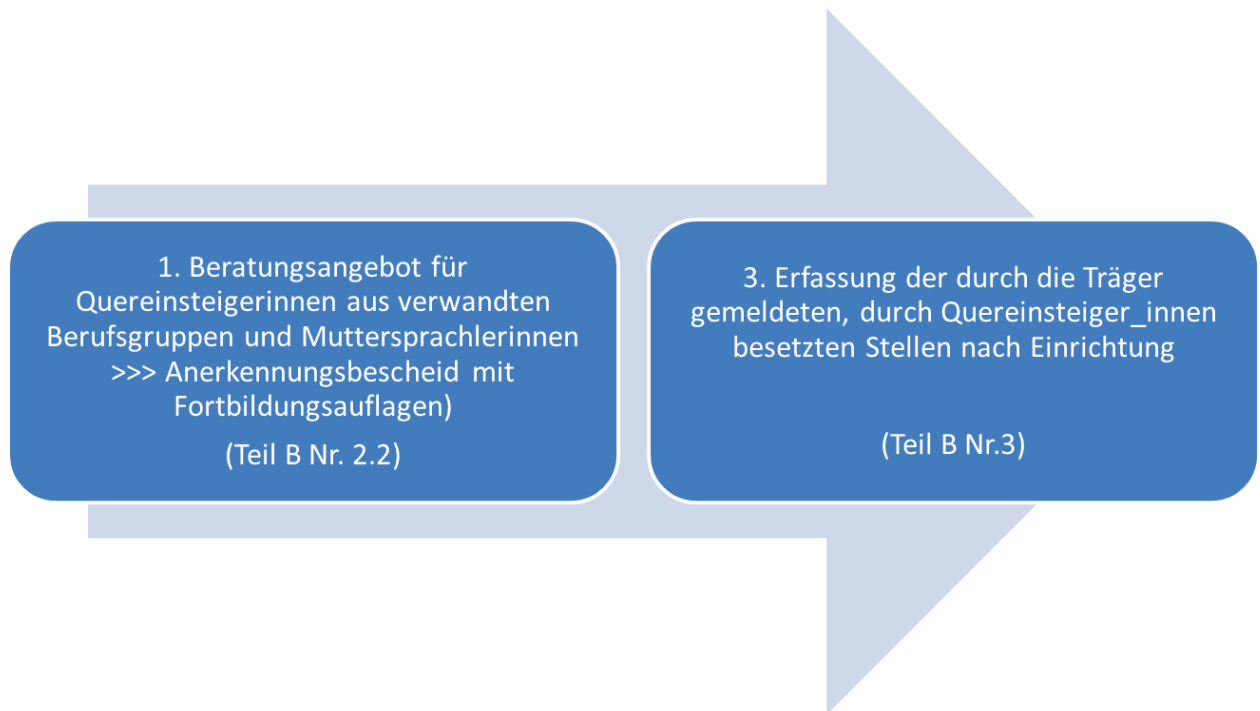 1. Beratungsangebot für
Quereinsteigerinnen aus verwandten
Berufsgruppen und Muttersprachlerinnen
>>> Anerkennungsbescheid mit
Fortbildungsauflagen)
(Teil B Nr. 2.2)
3. Erfassung der durch die Träger
gemeldeten, durch Quereinsteiger_innen
besetzten Stellen nach Einrichtung
(Teil B Nr.3)